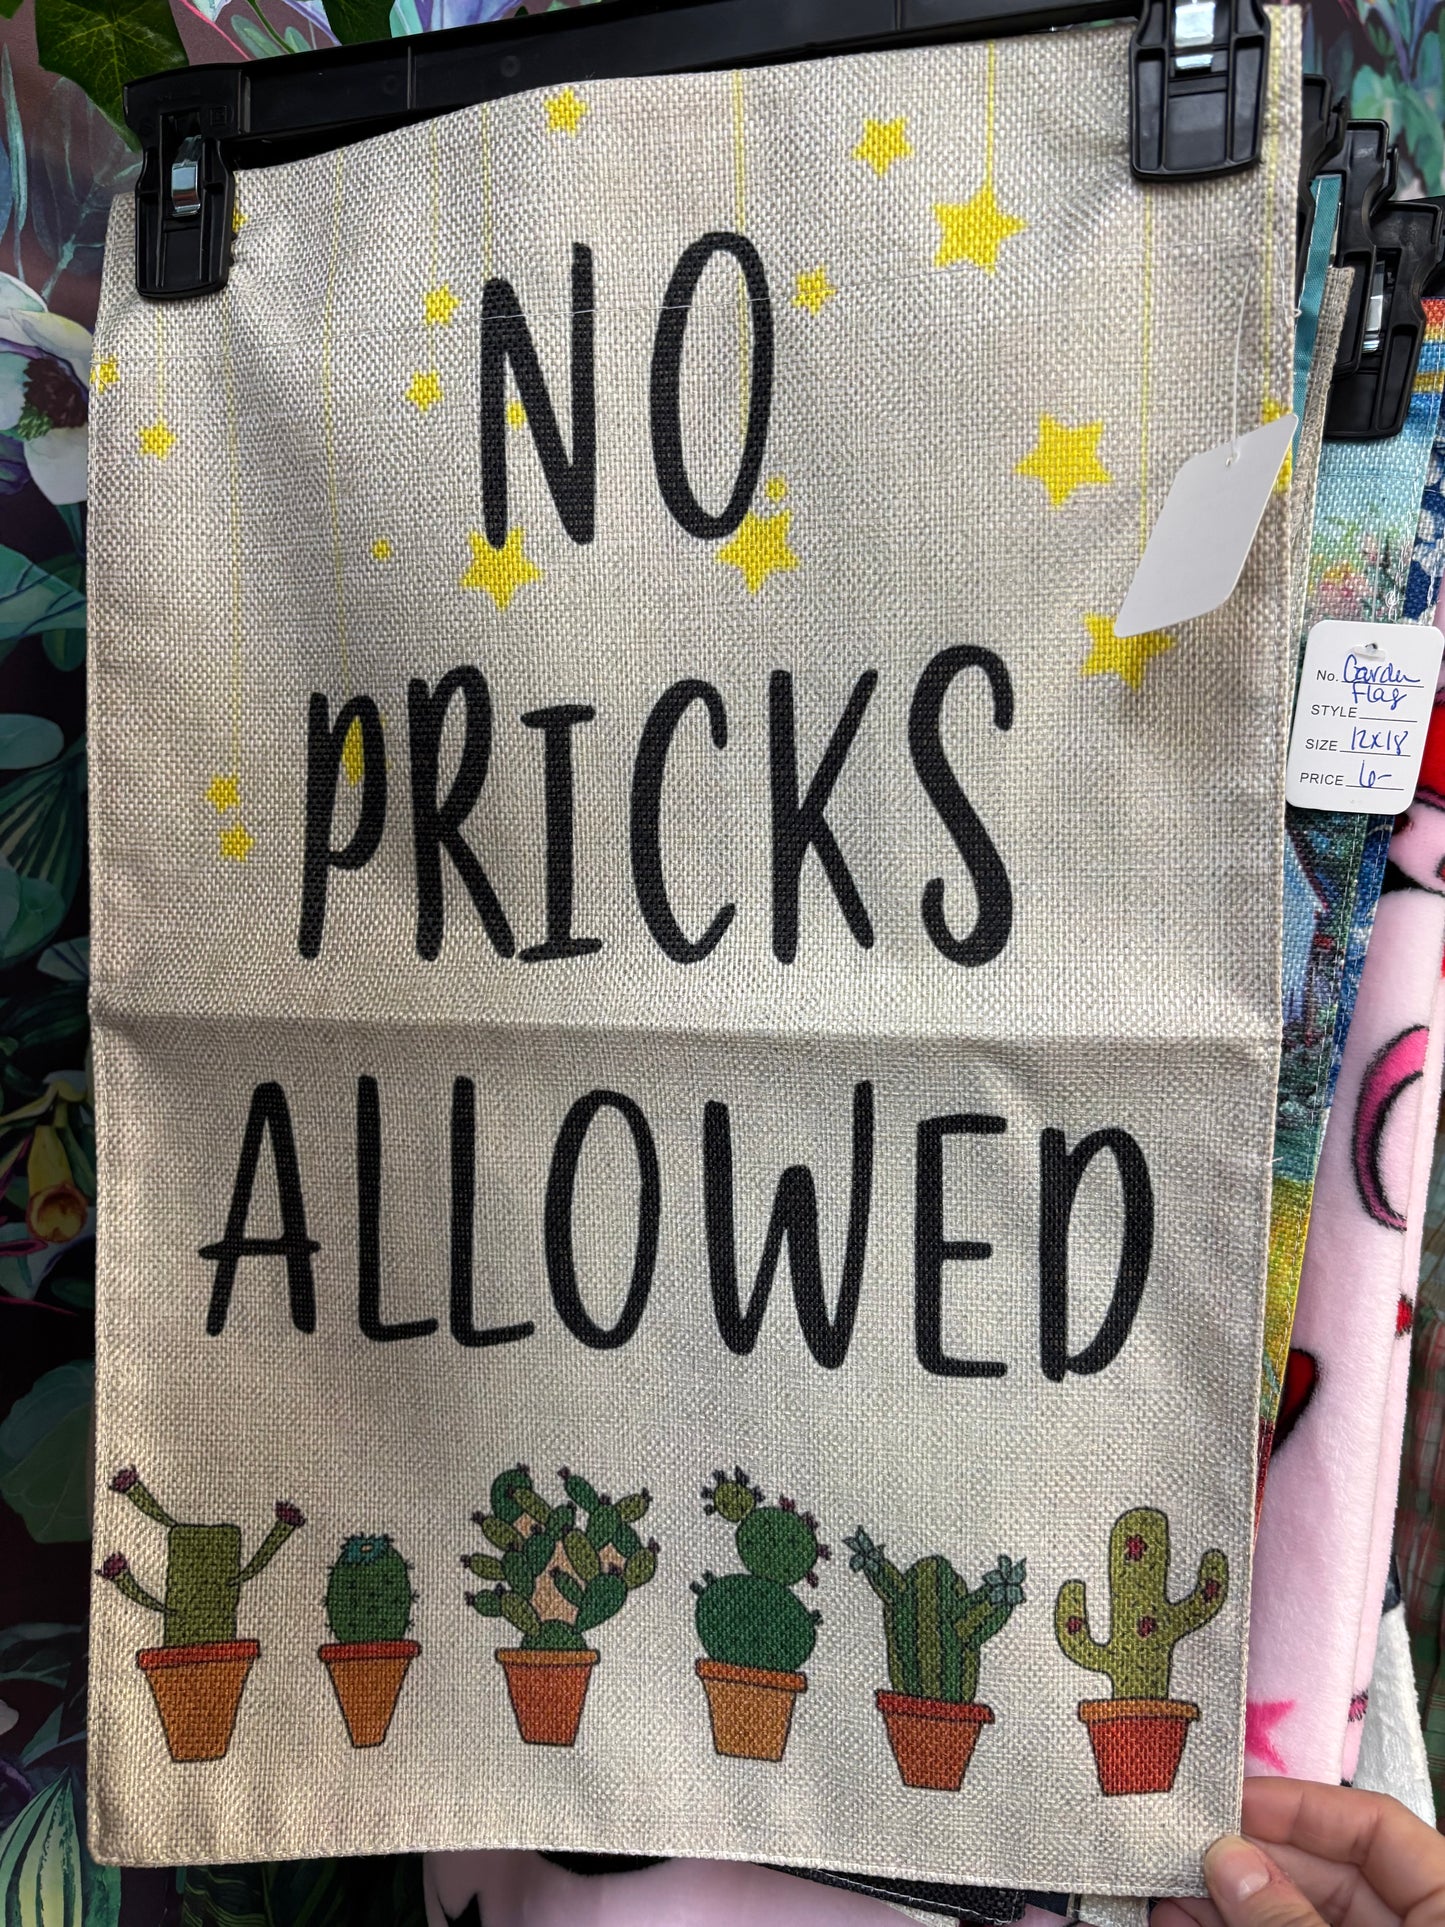 NO
PRICKS
ALLOWED
No. Garden
Flag
STYLE
SIZE 12x18
PRICE 6-